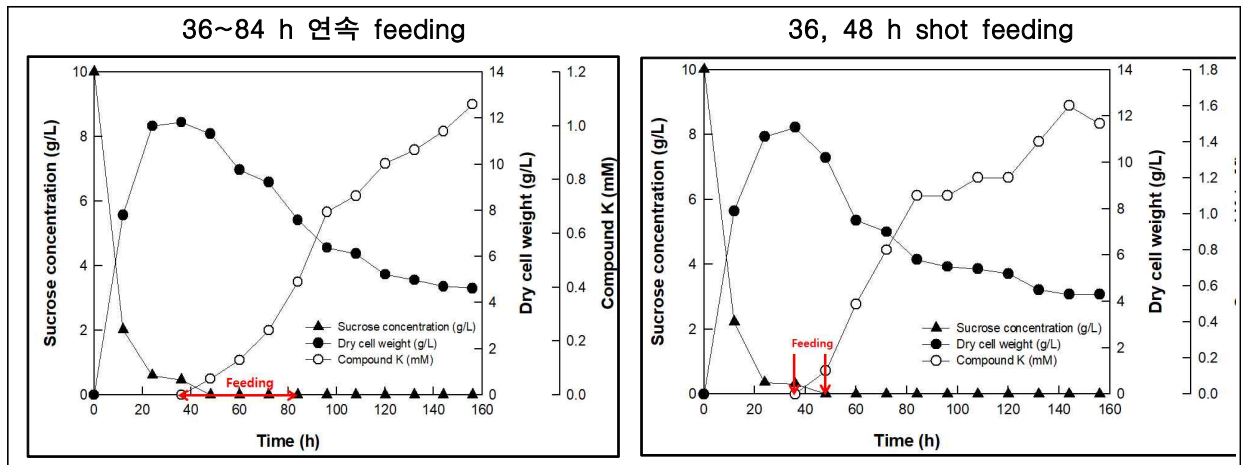 36~84 h 연속 feeding
36, 48 h shot feeding
Sucrose concentration (g/L)
10
8
6
4
2
0
0 20 40 60 80 100 120 140 160
Time (h)
14
12
10
8
6
4
2
0
Dry cell weight (g/L)
1.2
1.0
0.8
0.6
0.4
0.2
0.0
Compound K (mM)
Sucrose concentration (g/L)
Dry cell weight (g/L)
Compound K (mM)
Feeding
Sucrose concentration (g/L)
10
8
6
4
2
0
0 20 40 60 80 100 120 140 160
Time (h)
14
12
10
8
6
4
2
0
Dry cell weight (g/L)
1.8
1.6
1.4
1.2
1.0
0.8
0.6
0.4
0.2
0.0
Sucrose concentration (g/L)
Dry cell weight (g/L)
Compound K (mM)
Feeding